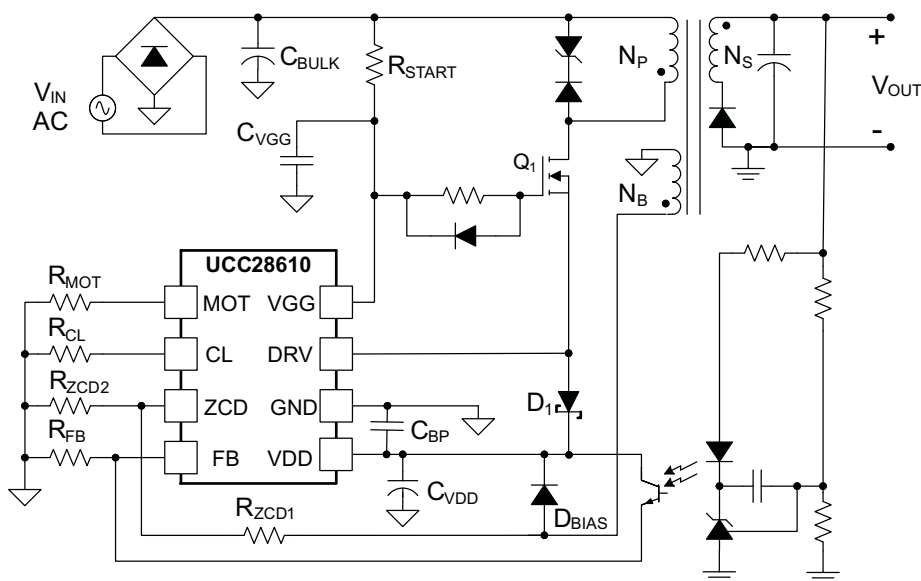 C_BULK
R_START
N_P
N_S
+
V_OUT
-
V_IN
AC
C_VGG
Q_1
N_B
UCC28610
R_MOT
MOT
VGG
R_CL
CL
DRV
R_ZCD2
ZCD
GND
D_1
R_FB
FB
VDD
C_BP
C_VDD
R_ZCD1
D_BIAS